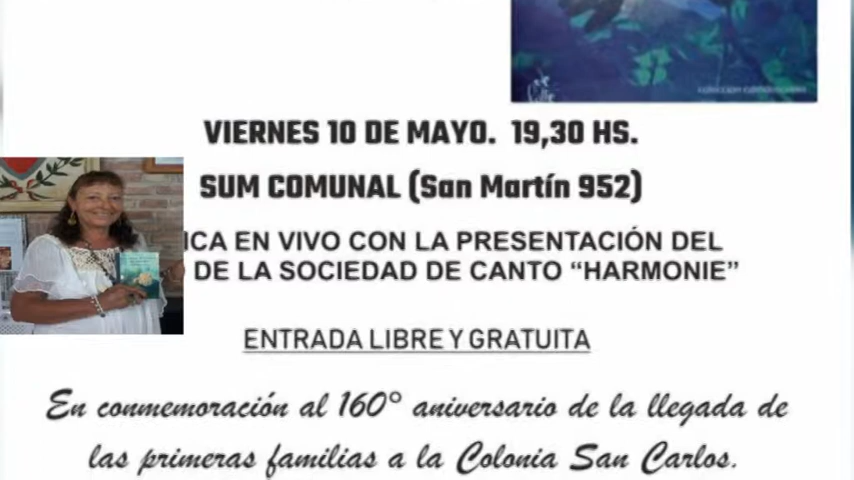 VIERNES 10 DE MAYO. 19,30 HS.
SUM COMUNAL (San Martín 952)
ICA EN VIVO CON LA PRESENTACIÓN DEL
DE LA SOCIEDAD DE CANTO “HARMONIE”
ENTRADA LIBRE Y GRATUITA
En conmemoración al 160° aniversario de la llegada de
las primeras familias a la Colonia San Carlos.